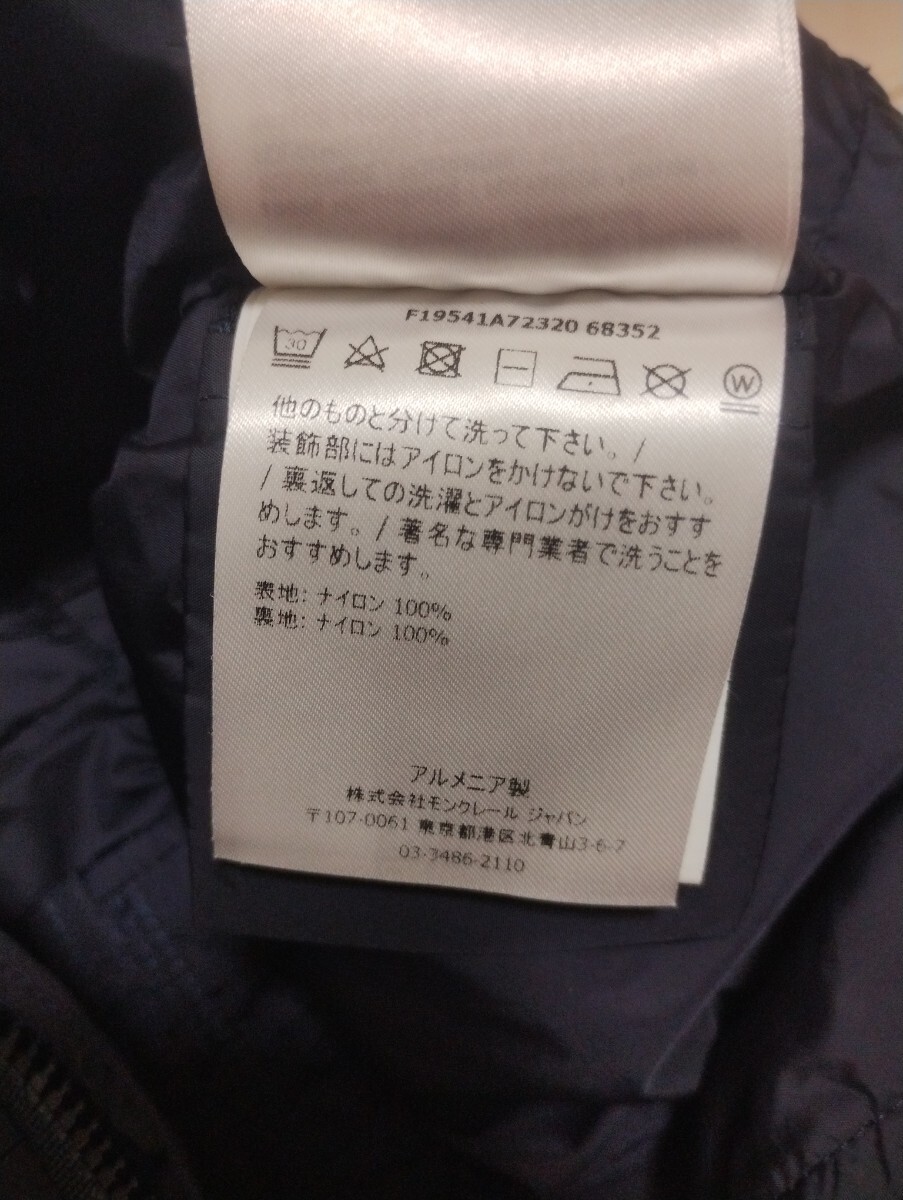 F19541A72320 68352
30
W
他のものと分けて洗って下さい。/
装飾部にはアイロンをかけないで下さい。
/ 裏返しての洗濯とアイロンがけをおすす
めします。/ 著名な専門業者で洗うことを
おすすめします。
表地: ナイロン 100%
裏地: ナイロン 100%
アルメニア製
株式会社モンクレール ジャパン
〒107-0061 東京都港区北青山3-6-7
03-3486-2110